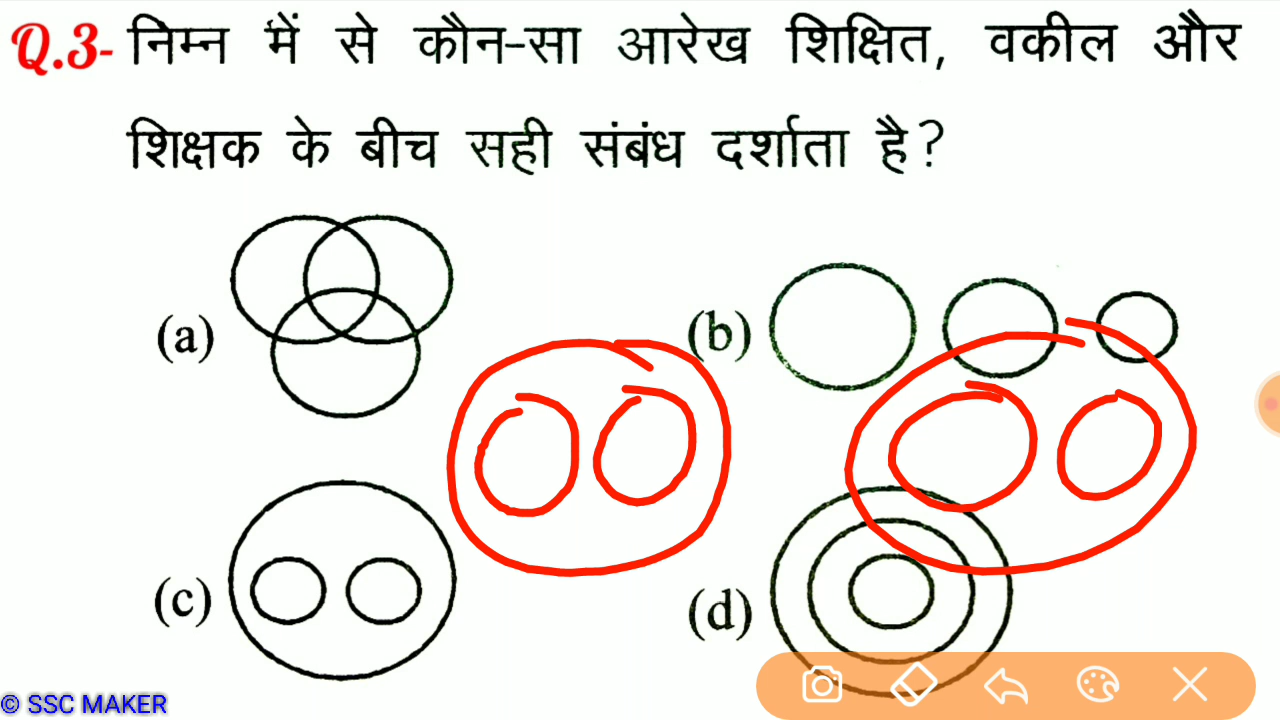 Q.3- निम्न में से कौन-सा आरेख शिक्षित, वकील और
शिक्षक के बीच सही संबंध दर्शाता है?
(a)
(b)
(c)
(d)
© SSC MAKER